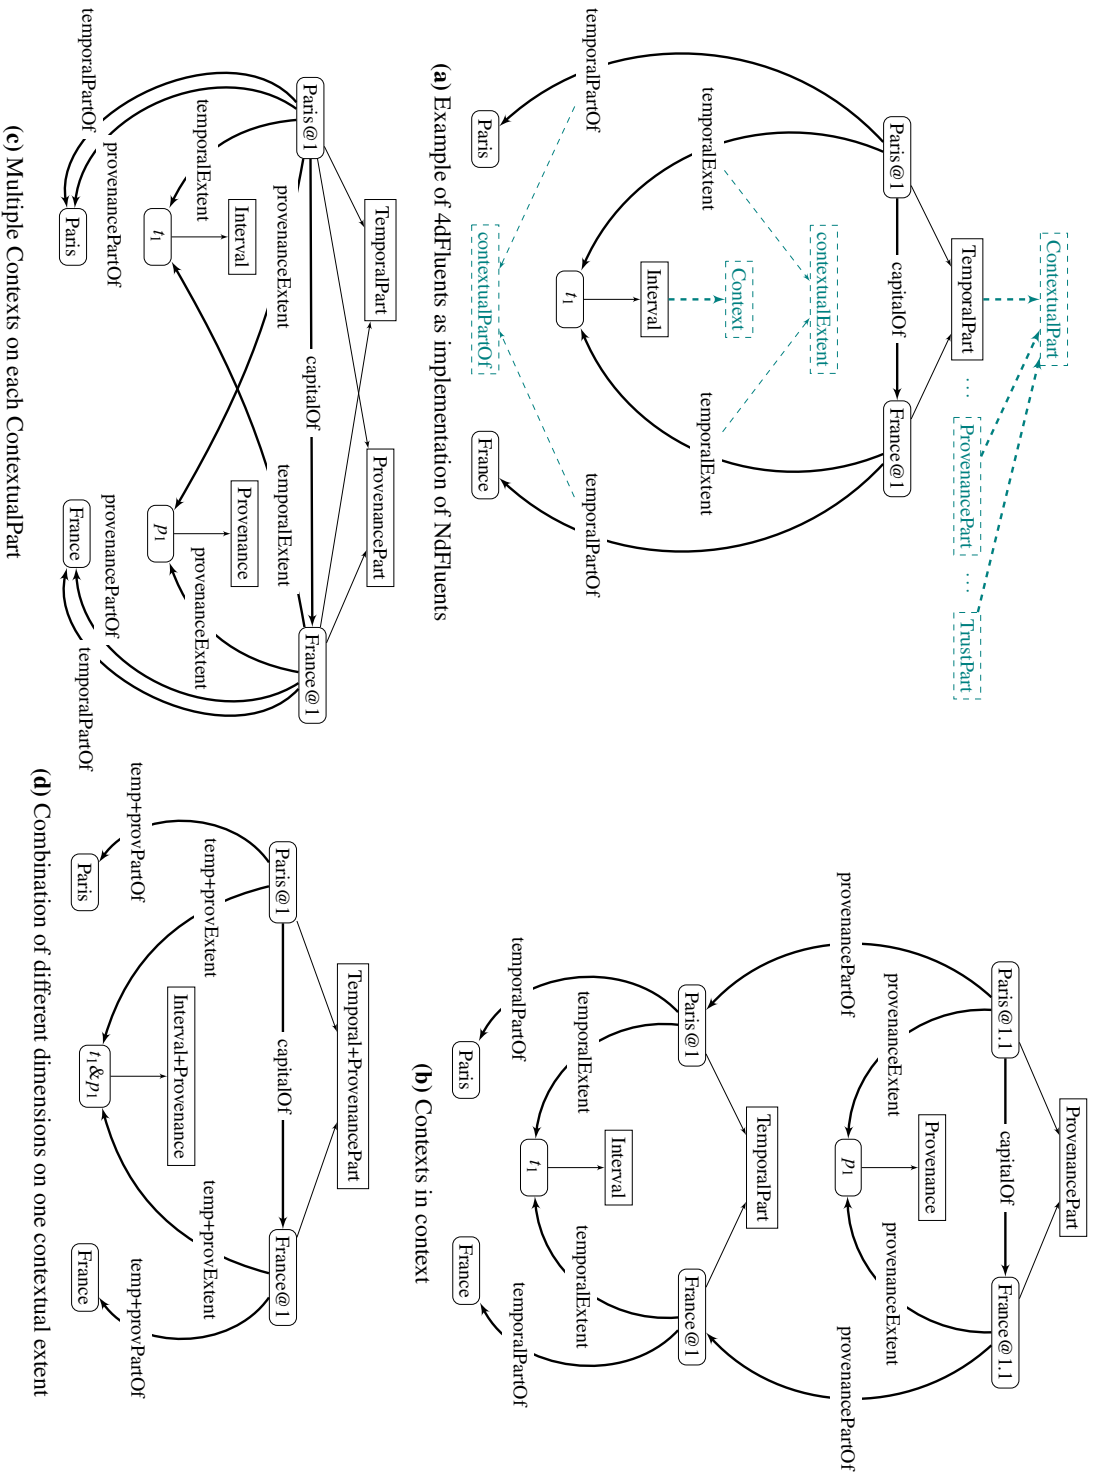 ContextualPart
TemporalPart
...
ProvenancePart
...
TrustPart
Paris@1
capitalOf
France@1
contextualExtent
Context
temporalExtent
temporalExtent
Interval
t1
temporalPartOf
temporalPartOf
Paris
contextualPartOf
France
(a) Example of 4dFluents as implementation of NdFluents
ProvenancePart
Paris@1.1
capitalOf
France@1.1
Provenance
provenanceExtent
provenanceExtent
p1
provenancePartOf
provenancePartOf
TemporalPart
Paris@1
France@1
Interval
temporalExtent
temporalExtent
t1
temporalPartOf
temporalPartOf
Paris
France
(b) Contexts in context
TemporalPart
ProvenancePart
Paris@1
capitalOf
France@1
provenanceExtent
temporalExtent
Interval
Provenance
temporalExtent
provenanceExtent
t1
p1
provenancePartOf
provenancePartOf
temporalPartOf
temporalPartOf
Paris
France
(c) Multiple Contexts on each ContextualPart
Temporal+ProvenancePart
Paris@1
capitalOf
France@1
temp+provExtent
temp+provExtent
Interval+Provenance
t1&p1
temp+provPartOf
temp+provPartOf
Paris
France
(d) Combination of different dimensions on one contextual extent